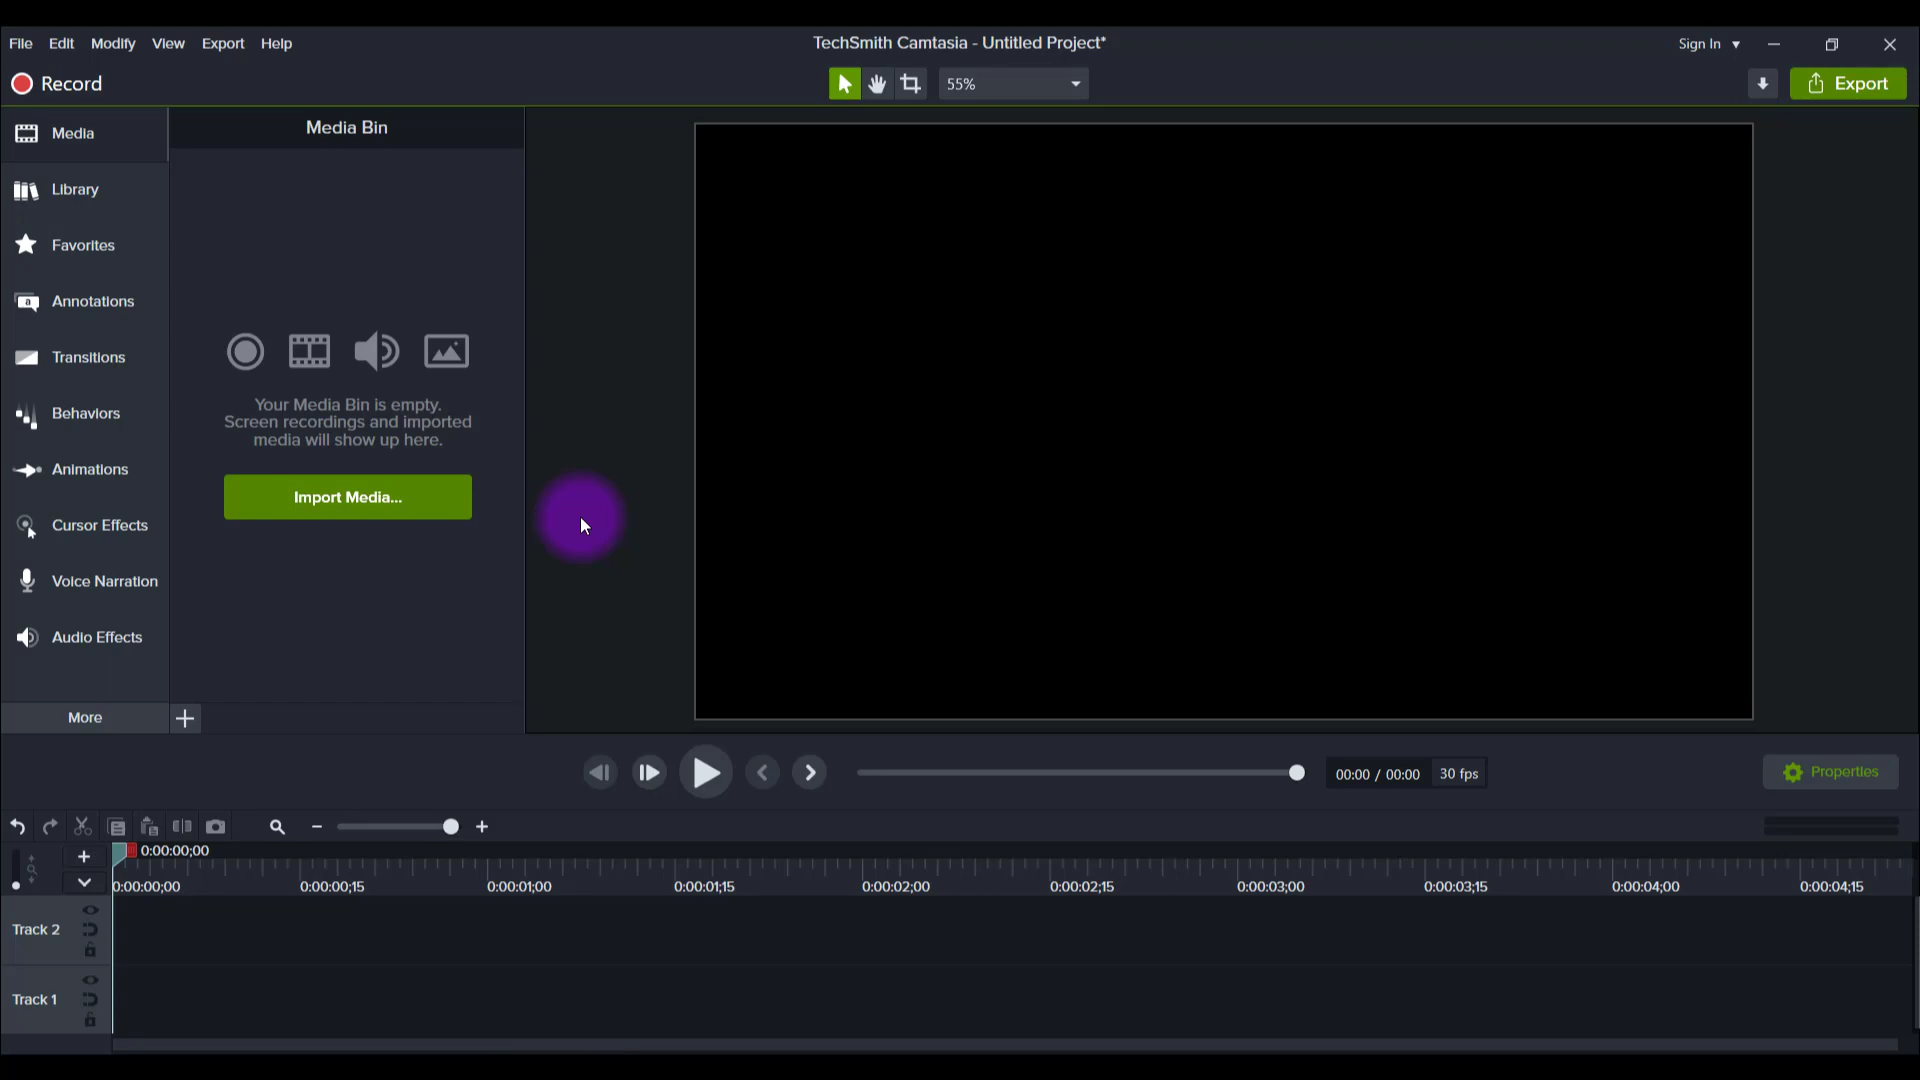 TechSmith Camtasia - Untitled Project*
File Edit Modify View Export Help
Sign In
Record
55%
Export
Media
Library
Favorites
Annotations
Transitions
Behaviors
Animations
Cursor Effects
Voice Narration
Audio Effects
More
Media Bin
Your Media Bin is empty.
Screen recordings and imported
media will show up here.
Import Media...
00:00 / 00:00
30 fps
Properties
0:00:00;00
0:00:00;00 0:00:00;15 0:00:01;00 0:00:01;15 0:00:02;00 0:00:02;15 0:00:03;00 0:00:03;15 0:00:04;00 0:00:04;15
Track 2
Track 1